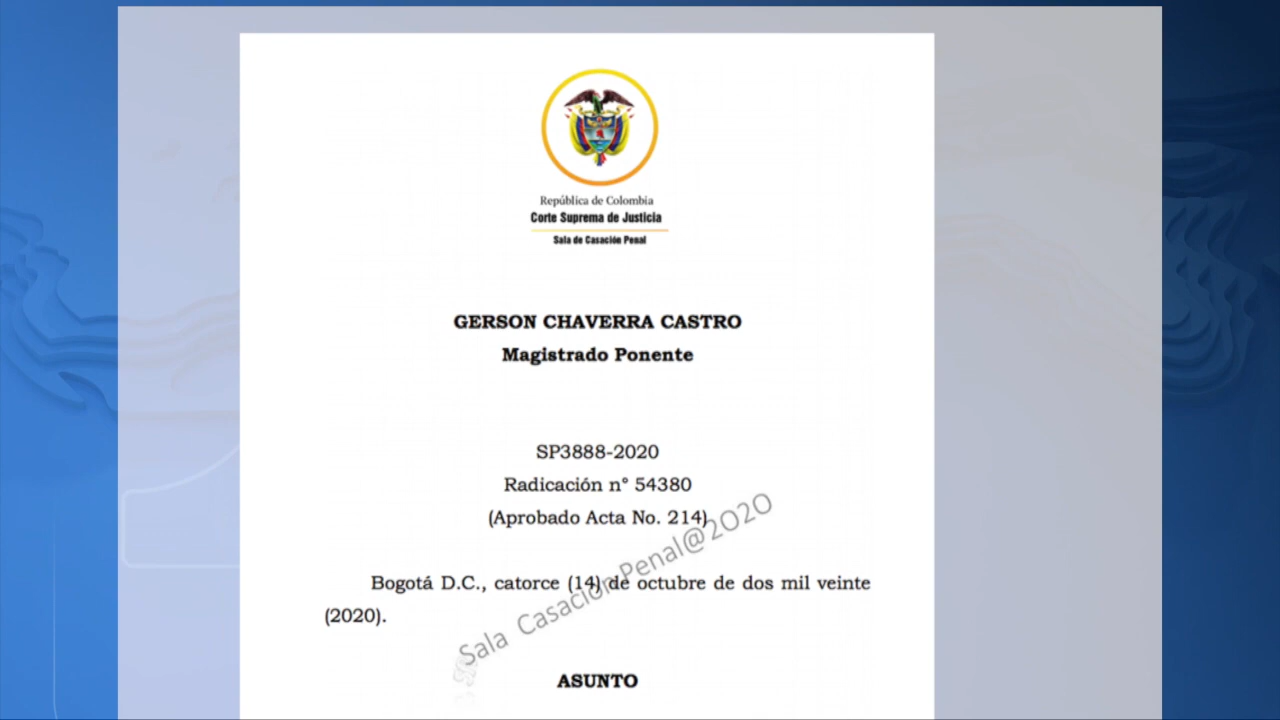 República de Colombia
Corte Suprema de Justicia
Sala de Casación Penal
GERSON CHAVERRA CASTRO
Magistrado Ponente
SP3888-2020
Radicación n° 54380
(Aprobado Acta No. 214)
Bogotá D.C., catorce (14) de octubre de dos mil veinte
(2020).
Sala Casación Penal@2020
ASUNTO